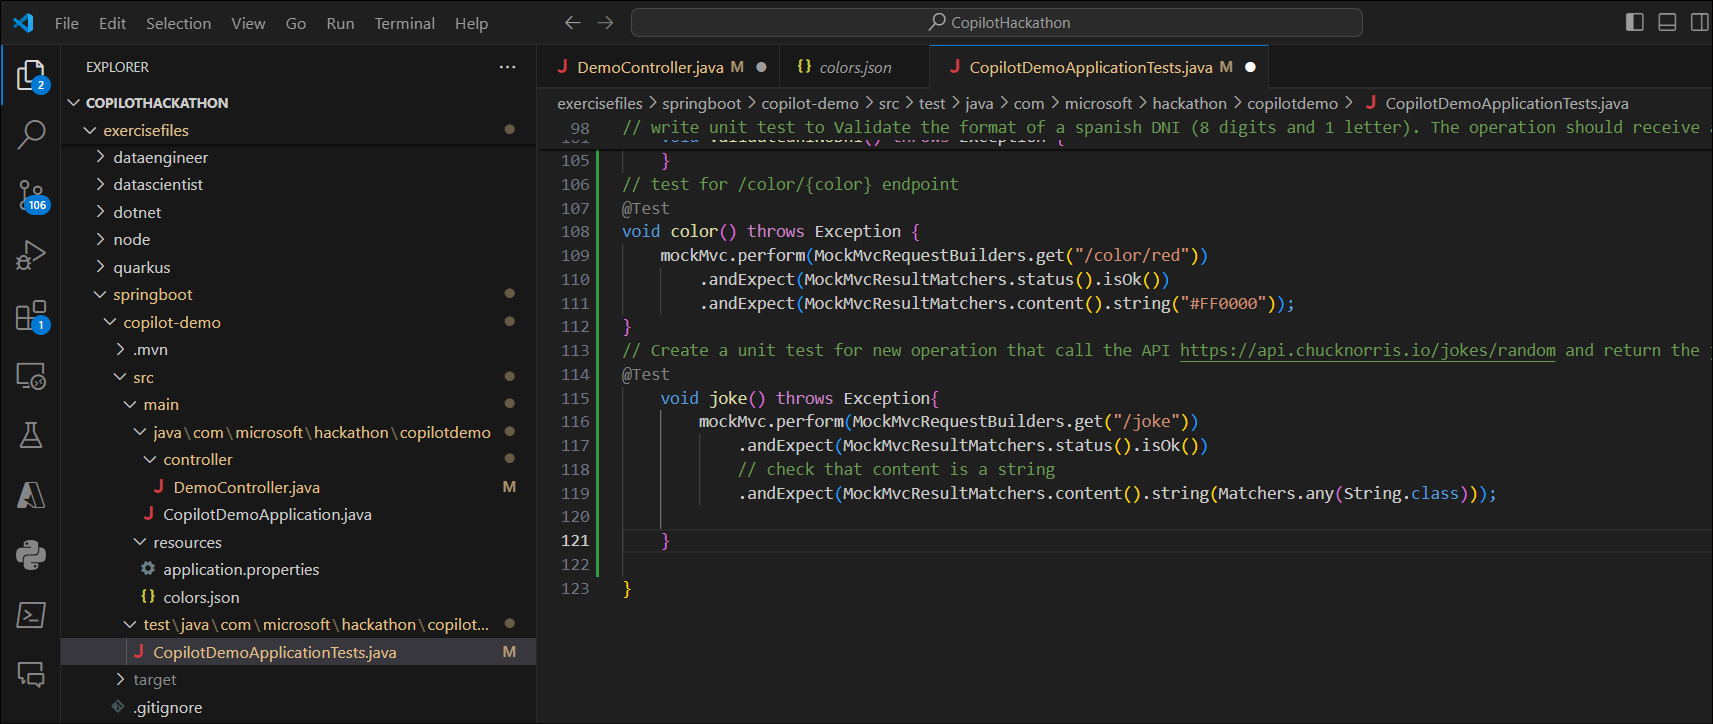 File Edit Selection View Go Run Terminal Help
CopilotHackathon
EXPLORER
COPILOTHACKATHON
exercisefiles
dataengineer
datascientist
dotnet
node
quarkus
springboot
copilot-demo
.mvn
src
main
java\com\microsoft\hackathon\copilotdemo
controller
DemoController.java M
CopilotDemoApplication.java
resources
application.properties
{} colors.json
test\java\com\microsoft\hackathon\copilot...
CopilotDemoApplicationTests.java M
target
.gitignore
2
106
1
DemoController.java M
{} colors.json
CopilotDemoApplicationTests.java M
exercisefiles > springboot > copilot-demo > src > test > java > com > microsoft > hackathon > copilotdemo > CopilotDemoApplicationTests.java
98 // write unit test to Validate the format of a spanish DNI (8 digits and 1 letter). The operation should receive
105 }
106 // test for /color/{color} endpoint
107 @Test
108 void color() throws Exception {
109 mockMvc.perform(MockMvcRequestBuilders.get("/color/red"))
110 .andExpect(MockMvcResultMatchers.status().isOk())
111 .andExpect(MockMvcResultMatchers.content().string("#FF0000"));
112 }
113 // Create a unit test for new operation that call the API https://api.chucknorris.io/jokes/random and return the
114 @Test
115 void joke() throws Exception{
116 mockMvc.perform(MockMvcRequestBuilders.get("/joke"))
117 .andExpect(MockMvcResultMatchers.status().isOk())
118 // check that content is a string
119 .andExpect(MockMvcResultMatchers.content().string(Matchers.any(String.class)));
120
121 }
122
123 }